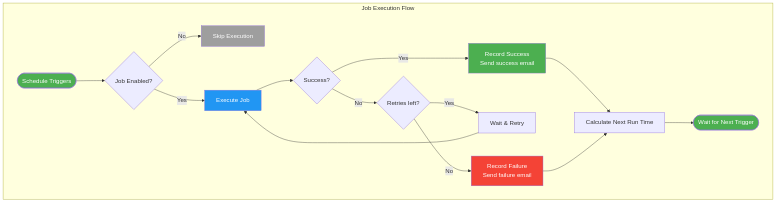 Job Execution Flow
Schedule Triggers
Job Enabled?
No
Skip Execution
Yes
Execute Job
Success?
Yes
Record Success
Send success email
No
Retries left?
Yes
Wait & Retry
No
Record Failure
Send failure email
Calculate Next Run Time
Wait for Next Trigger